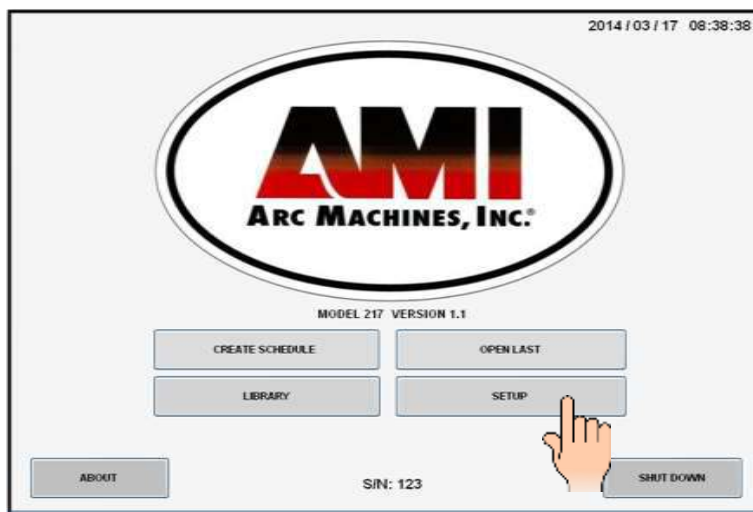 2014 / 03 / 17 08:38:38
AMI
ARC MACHINES, INC.®
MODEL 217 VERSION 1.1
CREATE SCHEDULE OPEN LAST
LIBRARY SETUP
ABOUT S/N: 123 SHUT DOWN